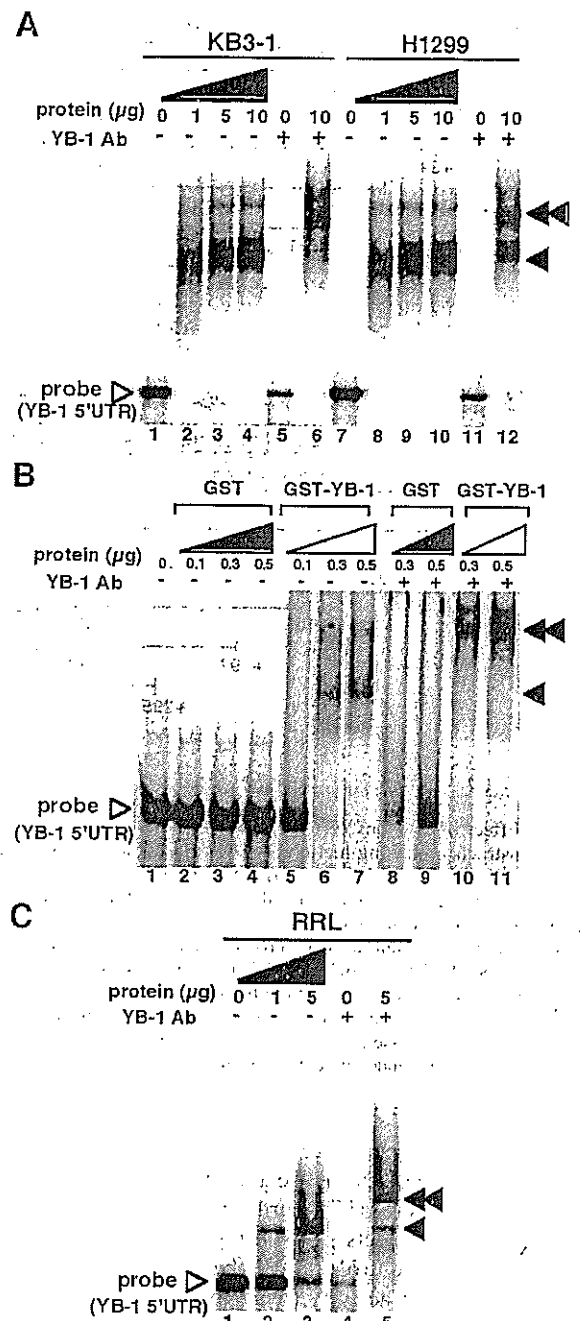 A
KB3-1 H1299
protein (µg) 0 1 5 10 0 10 0 1 5 10 0 10
YB-1 Ab - - - - + + - - - - + +
probe
(YB-1 5'UTR)
1 2 3 4 5 6 7 8 9 10 11 12
B
GST GST-YB-1 GST GST-YB-1
protein (µg) 0. 0.1 0.3 0.5 0.1 0.3 0.5 0.3 0.5 0.3 0.5
YB-1 Ab - - - - - - - + + + +
probe
(YB-1 5'UTR)
1 2 3 4 5 6 7 8 9 10 11
C
RRL
protein (µg) 0 1 5 0 5
YB-1 Ab - - - + +
probe
(YB-1 5'UTR)
1 2 3 4 5